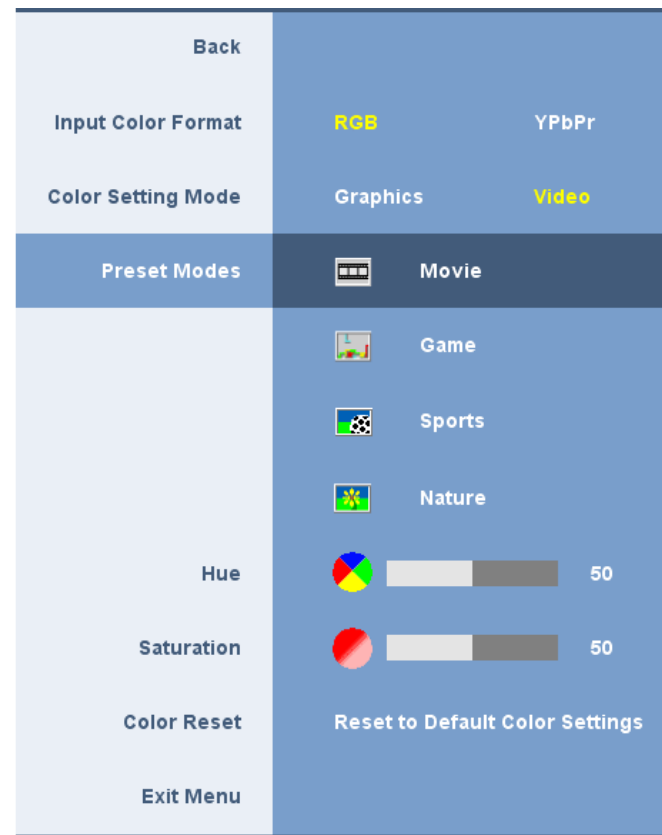 Back
Input Color Format RGB YPbPr
Color Setting Mode Graphics Video
Preset Modes Movie
Game
Sports
Nature
Hue 50
Saturation 50
Color Reset Reset to Default Color Settings
Exit Menu